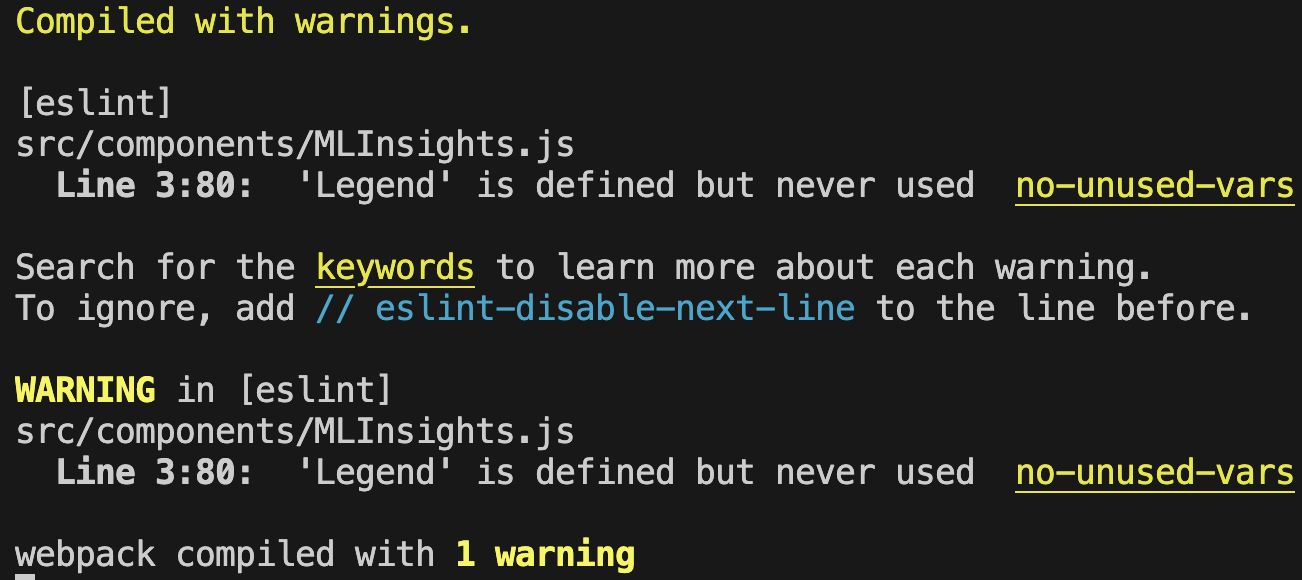 Compiled with warnings.
[eslint]
src/components/MLInsights.js
Line 3:80:  'Legend' is defined but never used  no-unused-vars
Search for the keywords to learn more about each warning.
To ignore, add // eslint-disable-next-line to the line before.
WARNING in [eslint]
src/components/MLInsights.js
Line 3:80:  'Legend' is defined but never used  no-unused-vars
webpack compiled with 1 warning